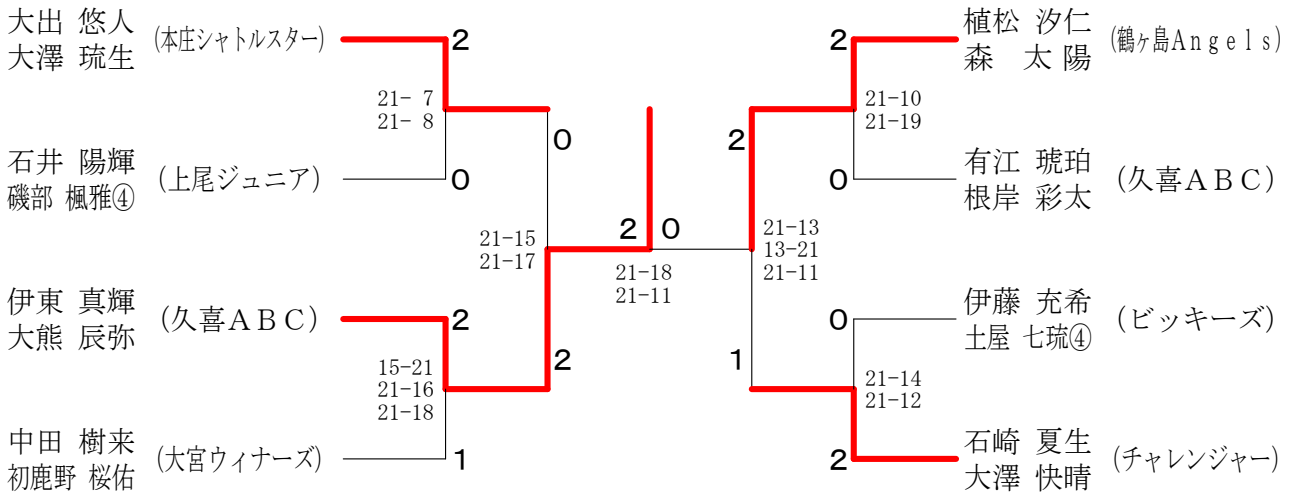 大出 悠人
大澤 琉生
(本庄シャトルスター)
2
21- 7
21- 8
0
石井 陽輝
磯部 楓雅④
(上尾ジュニア)
0
21-15
21-17
伊東 真輝
大熊 辰弥
(久喜ABC)
2
15-21
21-16
21-18
2
中田 樹来
初鹿野 桜佑
(大宮ウィナーズ)
1
2 0
21-18
21-11
2
植松 汐仁
森 太陽
(鶴ヶ島Angels)
21-10
21-19
2
0
有江 琥珀
根岸 彩太
(久喜ABC)
21-13
13-21
21-11
0
伊藤 充希
土屋 七琉④
(ビッキーズ)
1
21-14
21-12
2
石崎 夏生
大澤 快晴
(チャレンジャー)